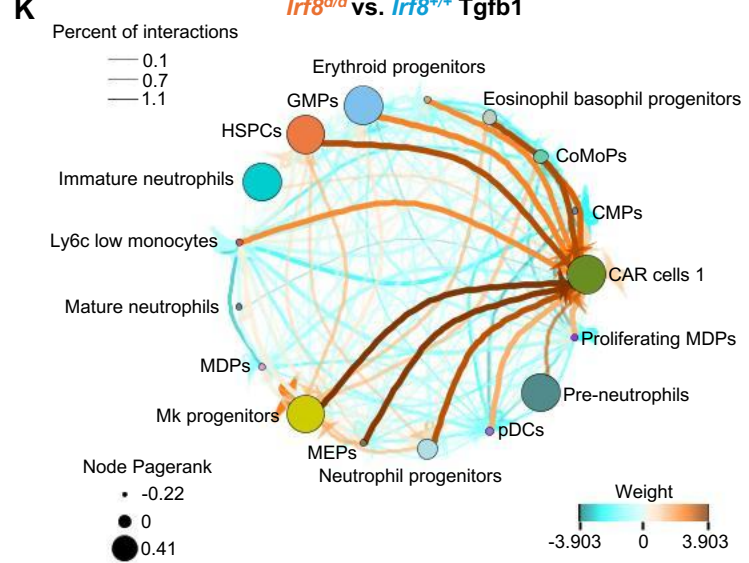 K
Irf8ᵈ/ᵈ vs. Irf8⁺/⁺ Tgfb1
Percent of interactions
0.1
0.7
1.1
Erythroid progenitors
GMPs
Eosinophil basophil progenitors
HSPCs
CoMoPs
Immature neutrophils
CMPs
Ly6c low monocytes
CAR cells 1
Mature neutrophils
Proliferating MDPs
MDPs
Pre-neutrophils
Mk progenitors
pDCs
MEPs
Neutrophil progenitors
Node Pagerank
-0.22
0
0.41
Weight
-3.903 0 3.903